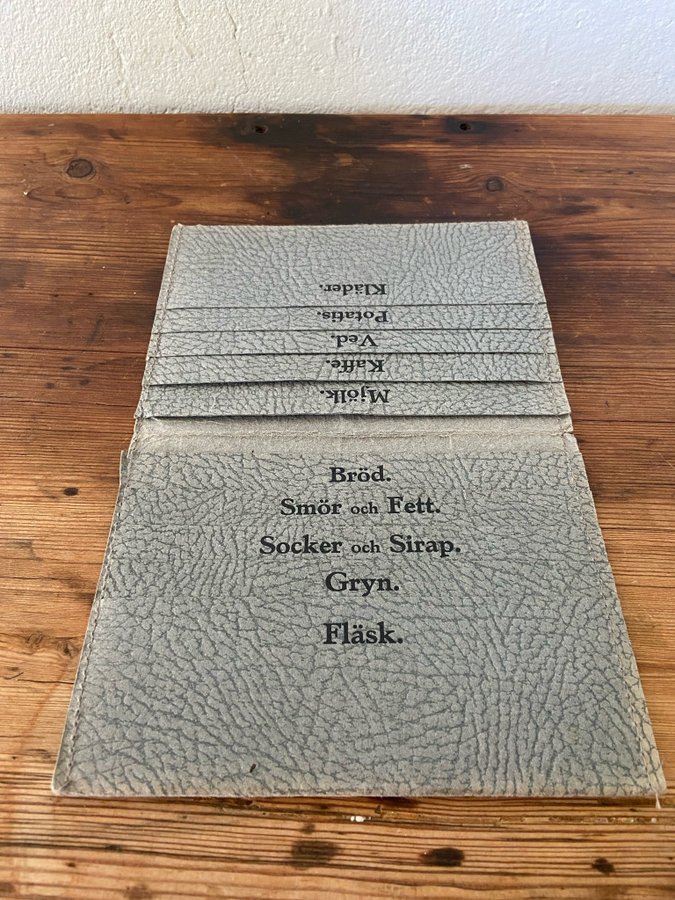 Kläder.
Potatis.
Ved.
Kaffe.
Mjölk.
Bröd.
Smör och Fett.
Socker och Sirap.
Gryn.
Fläsk.